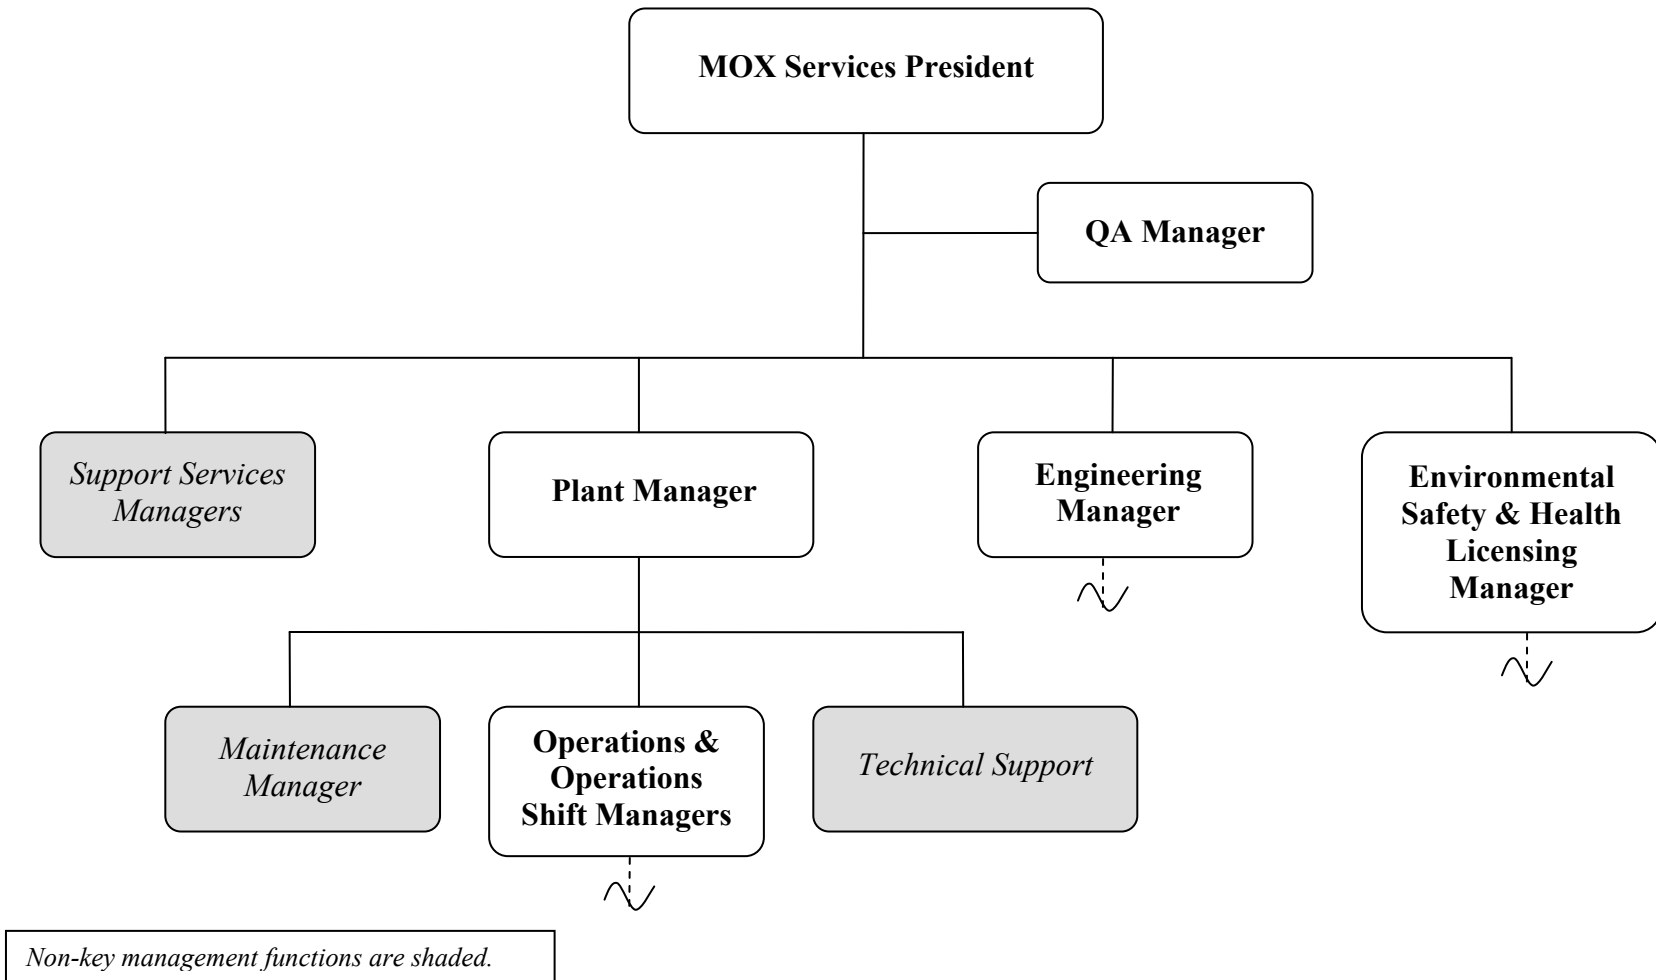 MOX Services President
QA Manager
Support Services
Managers
Plant Manager
Engineering
Manager
Environmental
Safety & Health
Licensing
Manager
Maintenance
Manager
Operations &
Operations
Shift Managers
Technical Support
Non-key management functions are shaded.